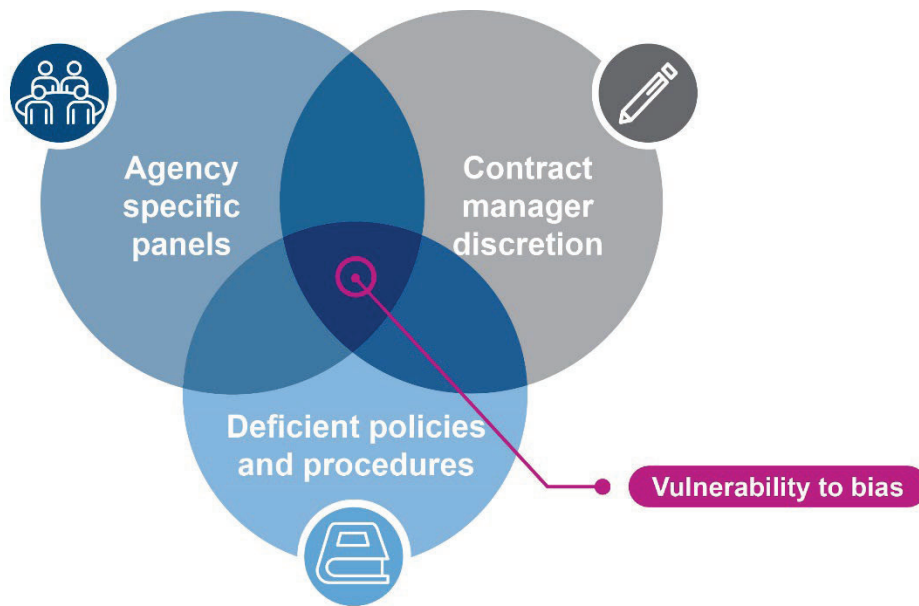 Agency
specific
panels
Contract
manager
discretion
Deficient policies
and procedures
Vulnerability to bias